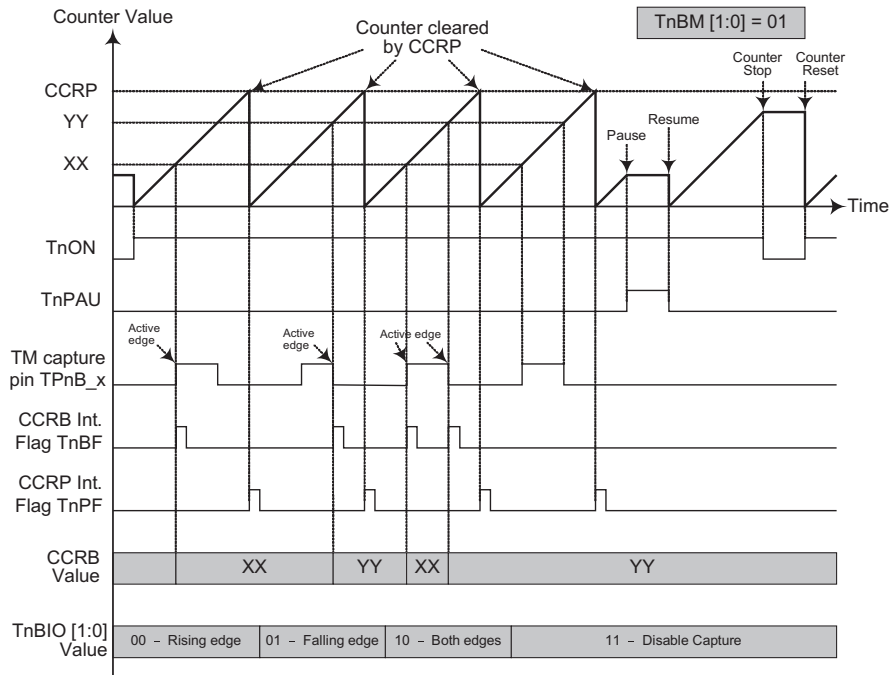 Counter Value
TnBM [1:0] = 01
Counter cleared
by CCRP
Counter
Stop
Counter
Reset
CCRP
YY
XX
Pause
Resume
Time
TnON
TnPAU
Active
edge
Active
edge
Active edge
TM capture
pin TPnB_x
CCRB Int.
Flag TnBF
CCRP Int.
Flag TnPF
CCRB
Value
XX
YY
XX
YY
TnBIO [1:0]
Value
00 – Rising edge
01 – Falling edge
10 – Both edges
11 – Disable Capture